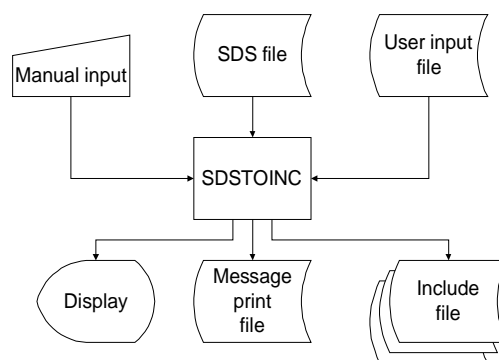 Manual input
SDS file
User input
file
SDSTOINC
Display
Message
print
file
Include
file